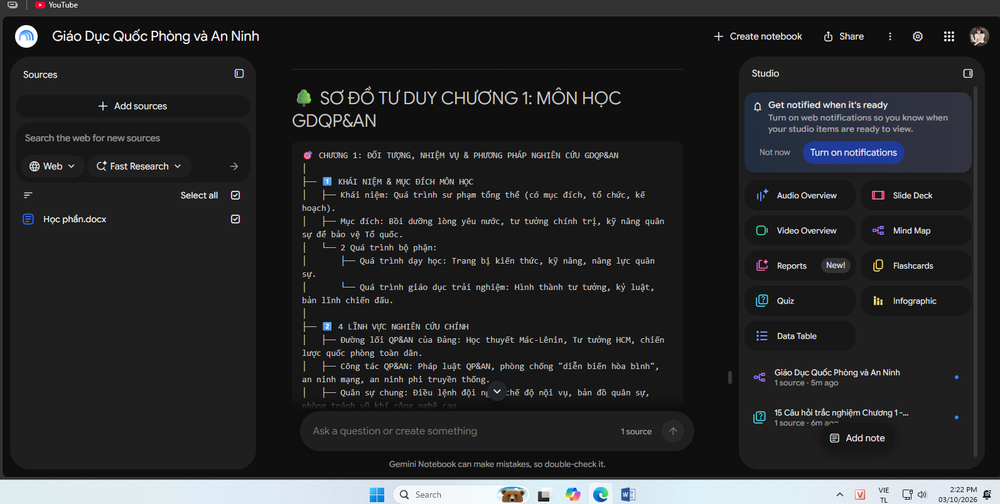 YouTube
Giáo Dục Quốc Phòng và An Ninh
Create notebook
Share
Sources
Add sources
Search the web for new sources
Web
Fast Research
Select all
Học phần.docx
SƠ ĐỒ TƯ DUY CHƯƠNG 1: MÔN HỌC
GDQP&AN
CHƯƠNG 1: ĐỐI TƯỢNG, NHIỆM VỤ & PHƯƠNG PHÁP NGHIÊN CỨU GDQP&AN
│
├── 1 KHÁI NIỆM & MỤC ĐÍCH MÔN HỌC
│   ├── Khái niệm: Quá trình sư phạm tổng thể (có mục đích, tổ chức, kế
hoạch).
│   ├── Mục đích: Bồi dưỡng lòng yêu nước, tư tưởng chính trị, kỹ năng quân
sự để bảo vệ Tổ quốc.
│   └── 2 Quá trình bộ phận:
│       ├── Quá trình dạy học: Trang bị kiến thức, kỹ năng, năng lực quân
sự.
│       └── Quá trình giáo dục trải nghiệm: Hình thành tư tưởng, kỷ luật,
bản lĩnh chiến đấu.
│
├── 2 4 LĨNH VỰC NGHIÊN CỨU CHÍNH
│   ├── Đường lối QP&AN của Đảng: Học thuyết Mác-Lênin, Tư tưởng HCM, chiến
lược quốc phòng toàn dân.
│   ├── Công tác QP&AN: Pháp luật QP&AN, phòng chống "diễn biến hòa bình",
an ninh mạng, an ninh phi truyền thống.
│   ├── Quân sự chung: Điều lệnh đội chế độ nội vụ, bản đồ quân sự,
phòng tránh vũ khí công nghệ cao.
Ask a question or create something
1 source
Gemini Notebook can make mistakes, so double-check it.
Studio
Get notified when it's ready
Turn on web notifications so you know when
your studio items are ready to view.
Not now
Turn on notifications
Audio Overview
Slide Deck
Video Overview
Mind Map
Reports
New!
Flashcards
Quiz
Infographic
Data Table
Giáo Dục Quốc Phòng và An Ninh
1 source · 5m ago
15 Câu hỏi trắc nghiệm Chương 1 -...
1 source · 6m ago
Add note
Search
VIE
TL
2:22 PM
03/10/2026